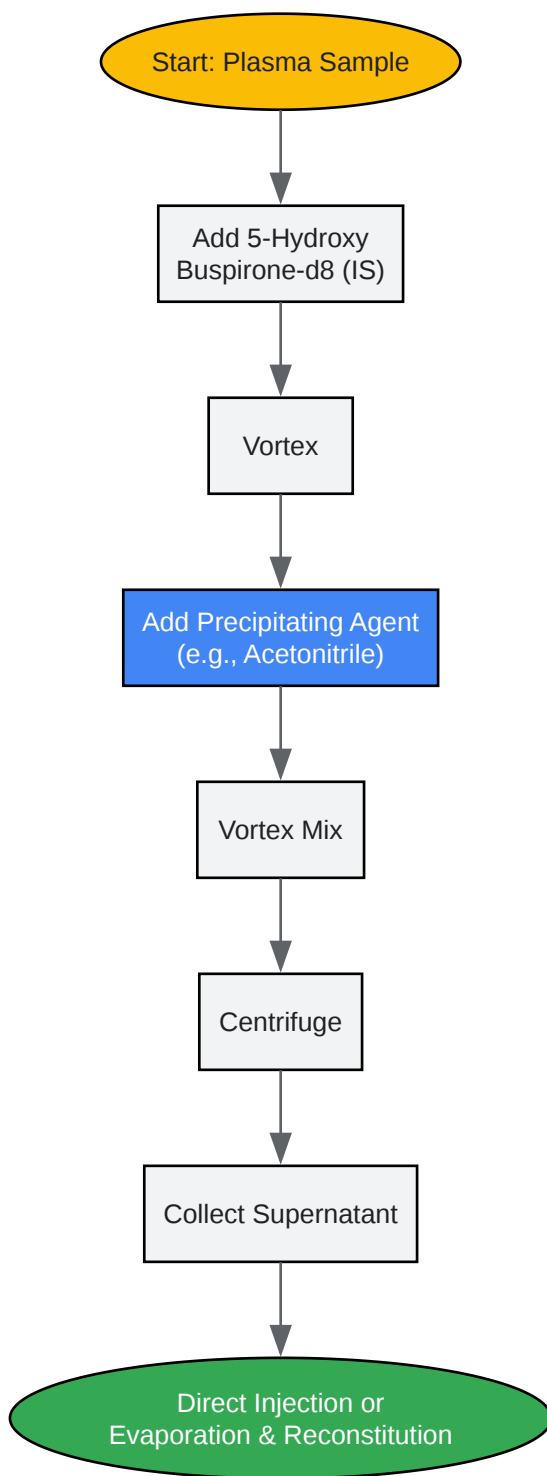 Start: Plasma Sample
Add 5-Hydroxy
Buspirone-d8 (IS)
Vortex
Add Precipitating Agent
(e.g., Acetonitrile)
Vortex Mix
Centrifuge
Collect Supernatant
Direct Injection or
Evaporation & Reconstitution